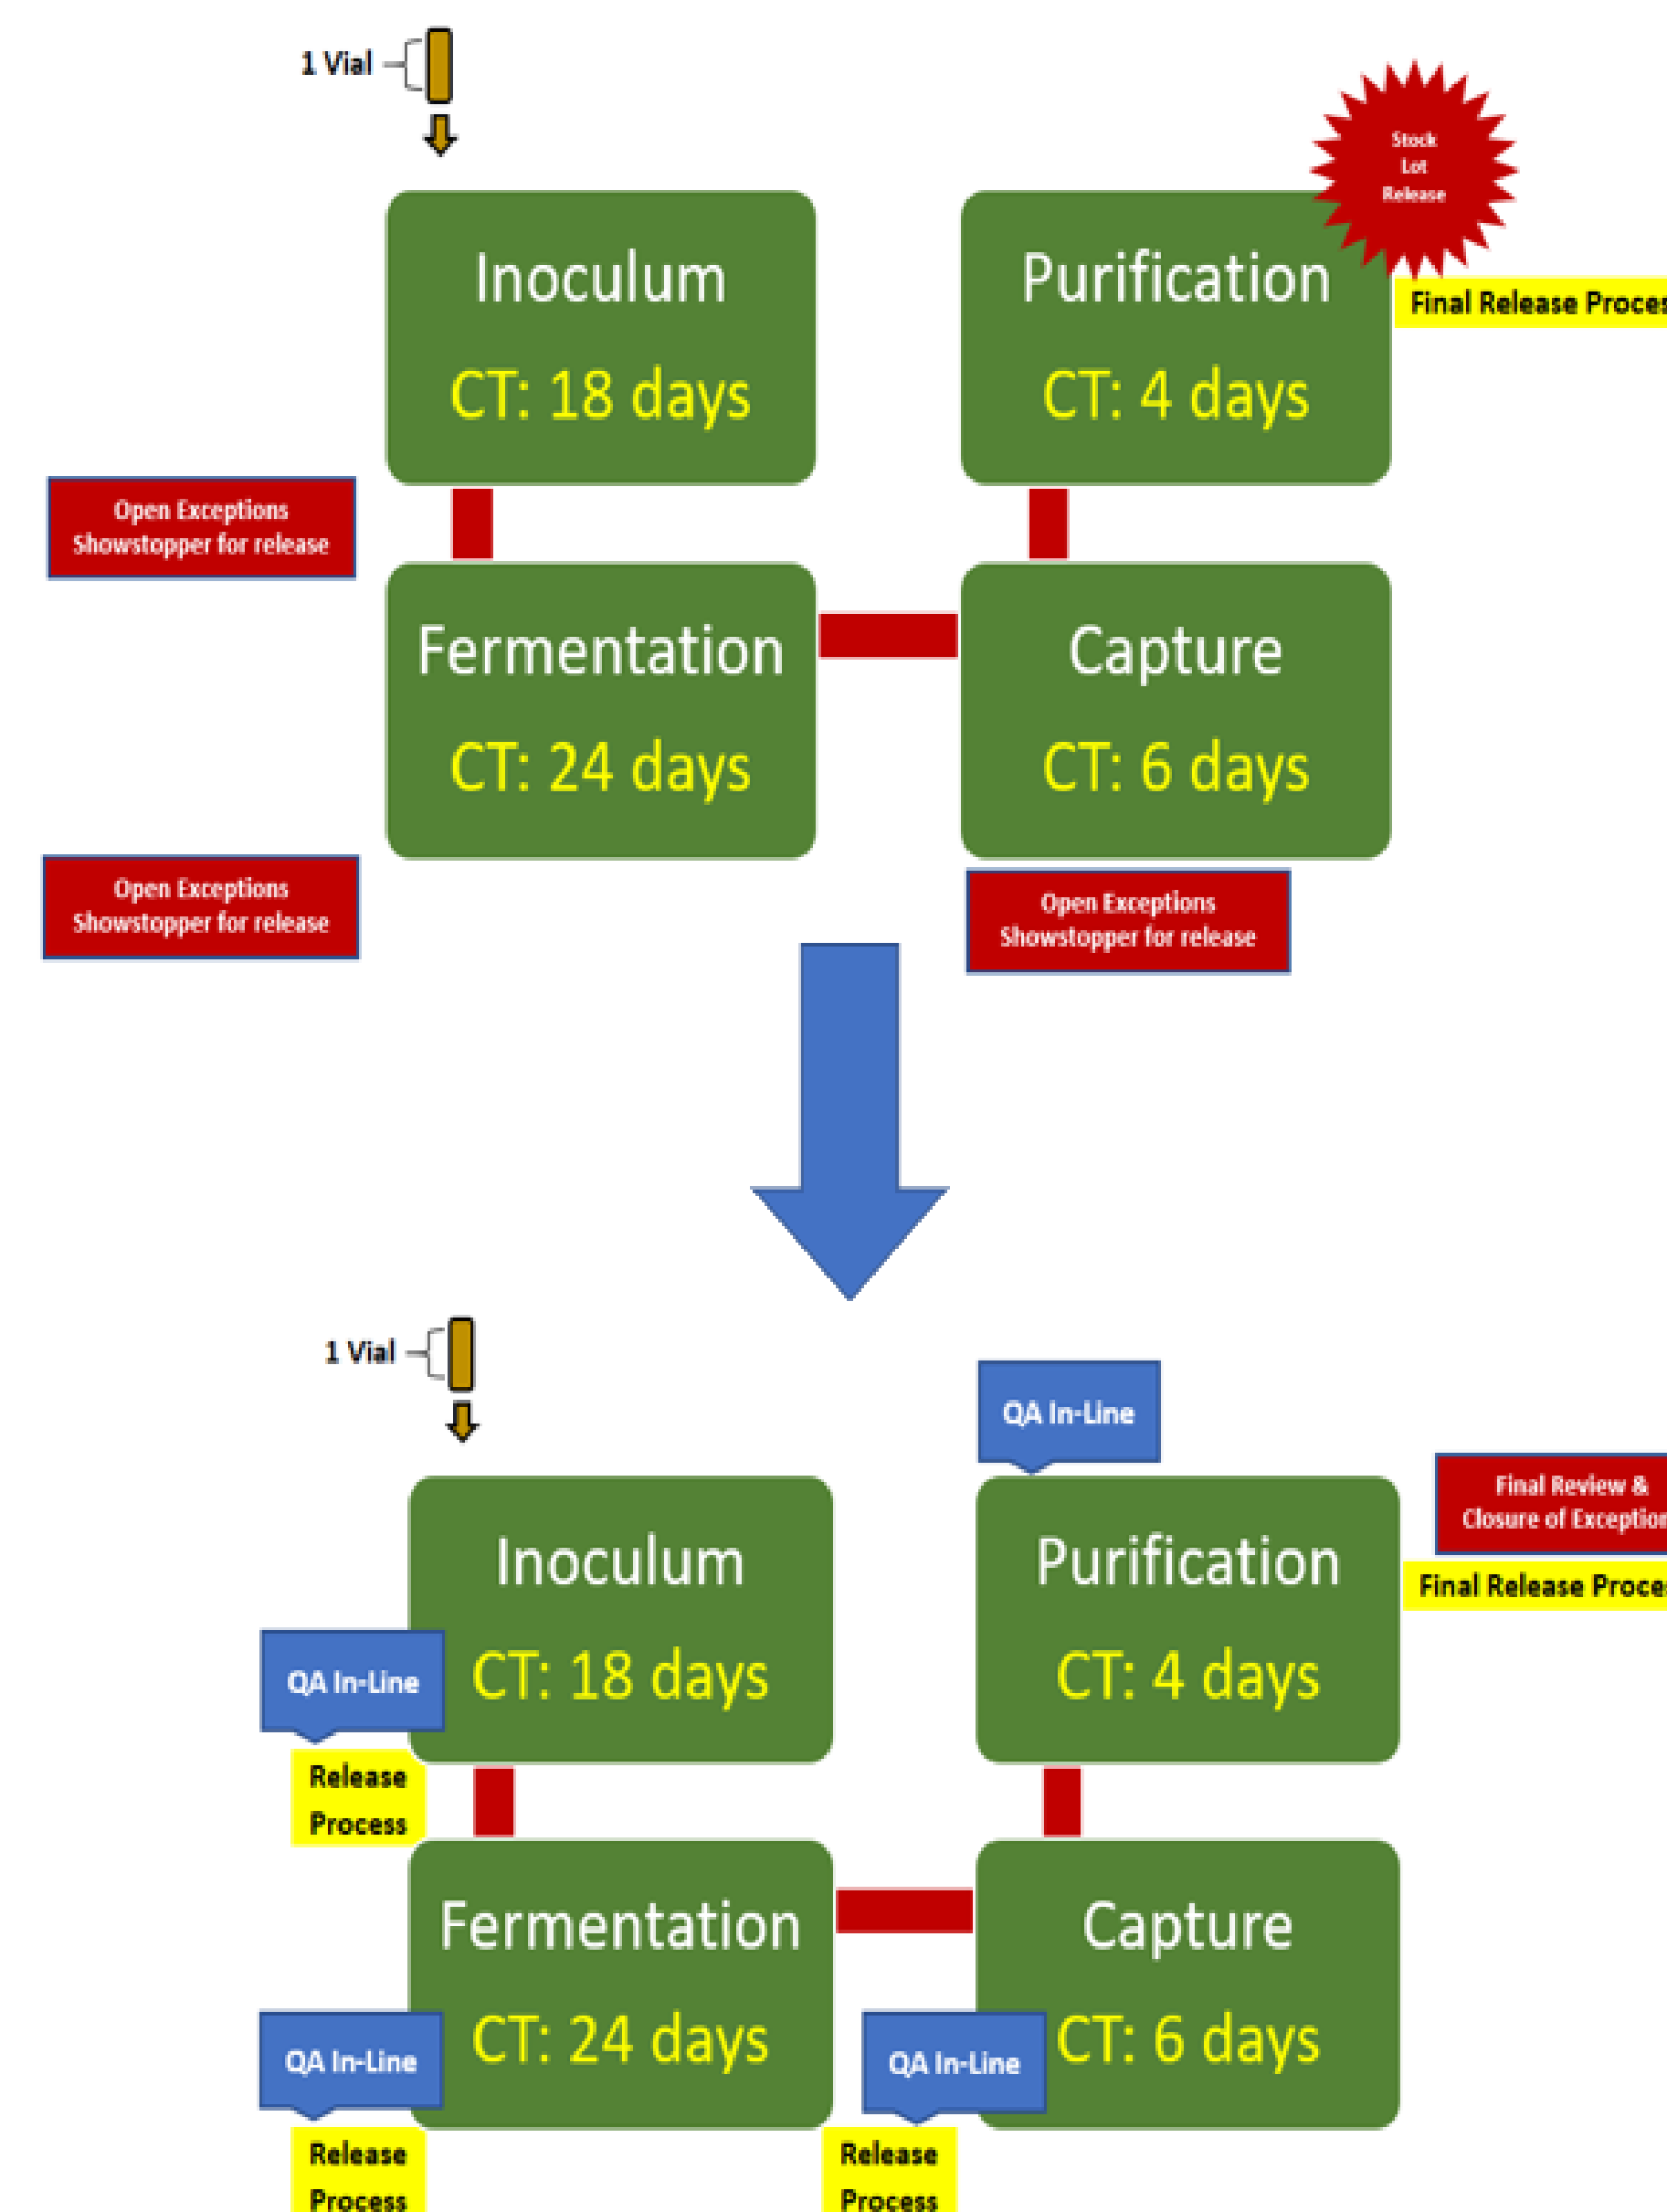 1 Vial
Stock
Lot
Release
Inoculum
CT: 18 days
Purification
CT: 4 days
Final Release Proces
Open Exceptions
Showstopper for release
Fermentation
CT: 24 days
Capture
CT: 6 days
Open Exceptions
Showstopper for release
Open Exceptions
Showstopper for release
1 Vial
QA In-Line
Final Review &
Closure of Exception
Final Release Proces
Inoculum
CT: 18 days
Purification
CT: 4 days
QA In-Line
Release
Process
Fermentation
CT: 24 days
Capture
CT: 6 days
QA In-Line
QA In-Line
Release
Process
Release
Process